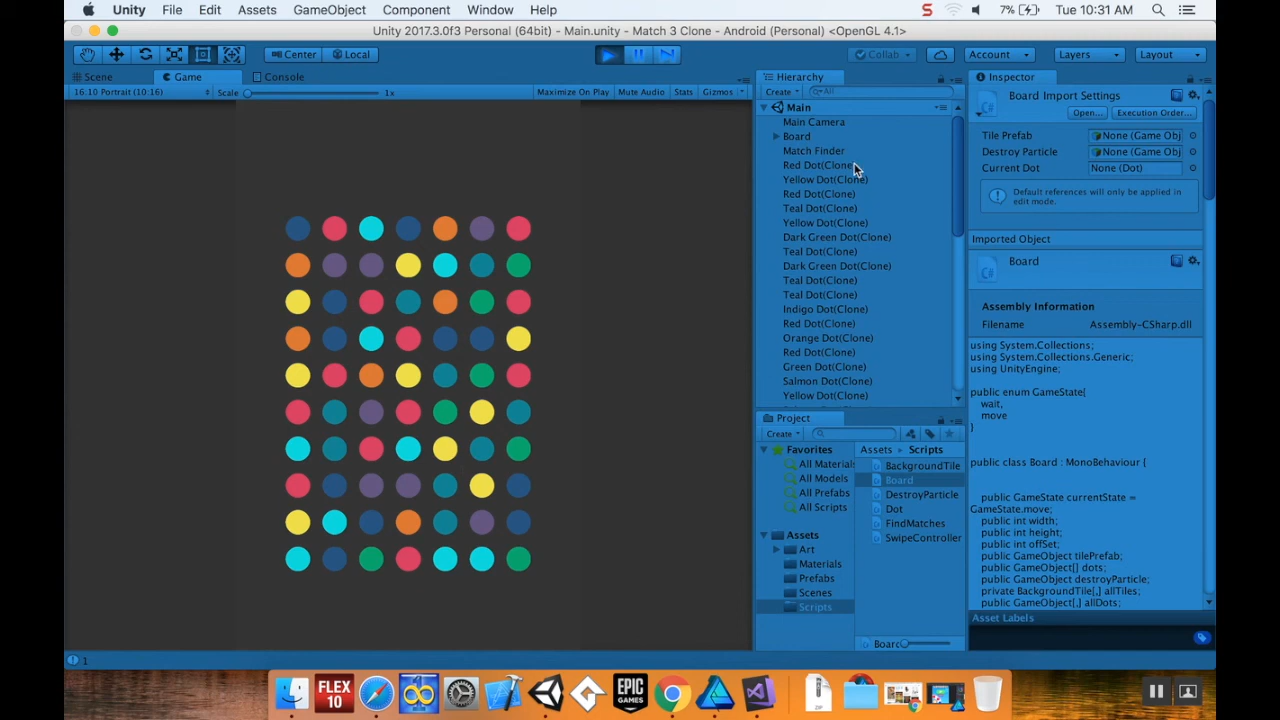 Unity File Edit Assets GameObject Component Window Help 7% Tue 10:31 AM
Unity 2017.3.0f3 Personal (64bit) - Main.unity - Match 3 Clone - Android (Personal) <OpenGL 4.1>
Center Local Collab Account Layers Layout
Scene Game Console
16:10 Portrait (10:16) Scale 1x Maximize On Play Mute Audio Stats Gizmos
Hierarchy
Create All
Main
Main Camera
Board
Match Finder
Red Dot(Clone)
Yellow Dot(Clone)
Red Dot(Clone)
Teal Dot(Clone)
Yellow Dot(Clone)
Dark Green Dot(Clone)
Teal Dot(Clone)
Dark Green Dot(Clone)
Teal Dot(Clone)
Teal Dot(Clone)
Indigo Dot(Clone)
Red Dot(Clone)
Orange Dot(Clone)
Red Dot(Clone)
Green Dot(Clone)
Salmon Dot(Clone)
Yellow Dot(Clone)
Project
Create
Favorites
All Materials
All Models
All Prefabs
All Scripts
Assets
Art
Materials
Prefabs
Scenes
Scripts
Assets Scripts
BackgroundTile
Board
DestroyParticle
Dot
FindMatches
SwipeController
Board
Inspector
Board Import Settings
Open... Execution Order...
Tile Prefab None (Game Obj
Destroy Particle None (Game Obj
Current Dot None (Dot)
Default references will only be applied in
edit mode.
Imported Object
Board
Assembly Information
Filename Assembly-CSharp.dll
using System.Collections;
using System.Collections.Generic;
using UnityEngine;
public enum GameState{
wait,
move
}
public class Board : MonoBehaviour {
public GameState currentState =
GameState.move;
public int width;
public int height;
public int offSet;
public GameObject tilePrefab;
public GameObject[] dots;
public GameObject destroyParticle;
private BackgroundTile[,] allTiles;
public GameObject[,] allDots;
Asset Labels
1
FLEX
10
EPIC
GAMES
ZIP